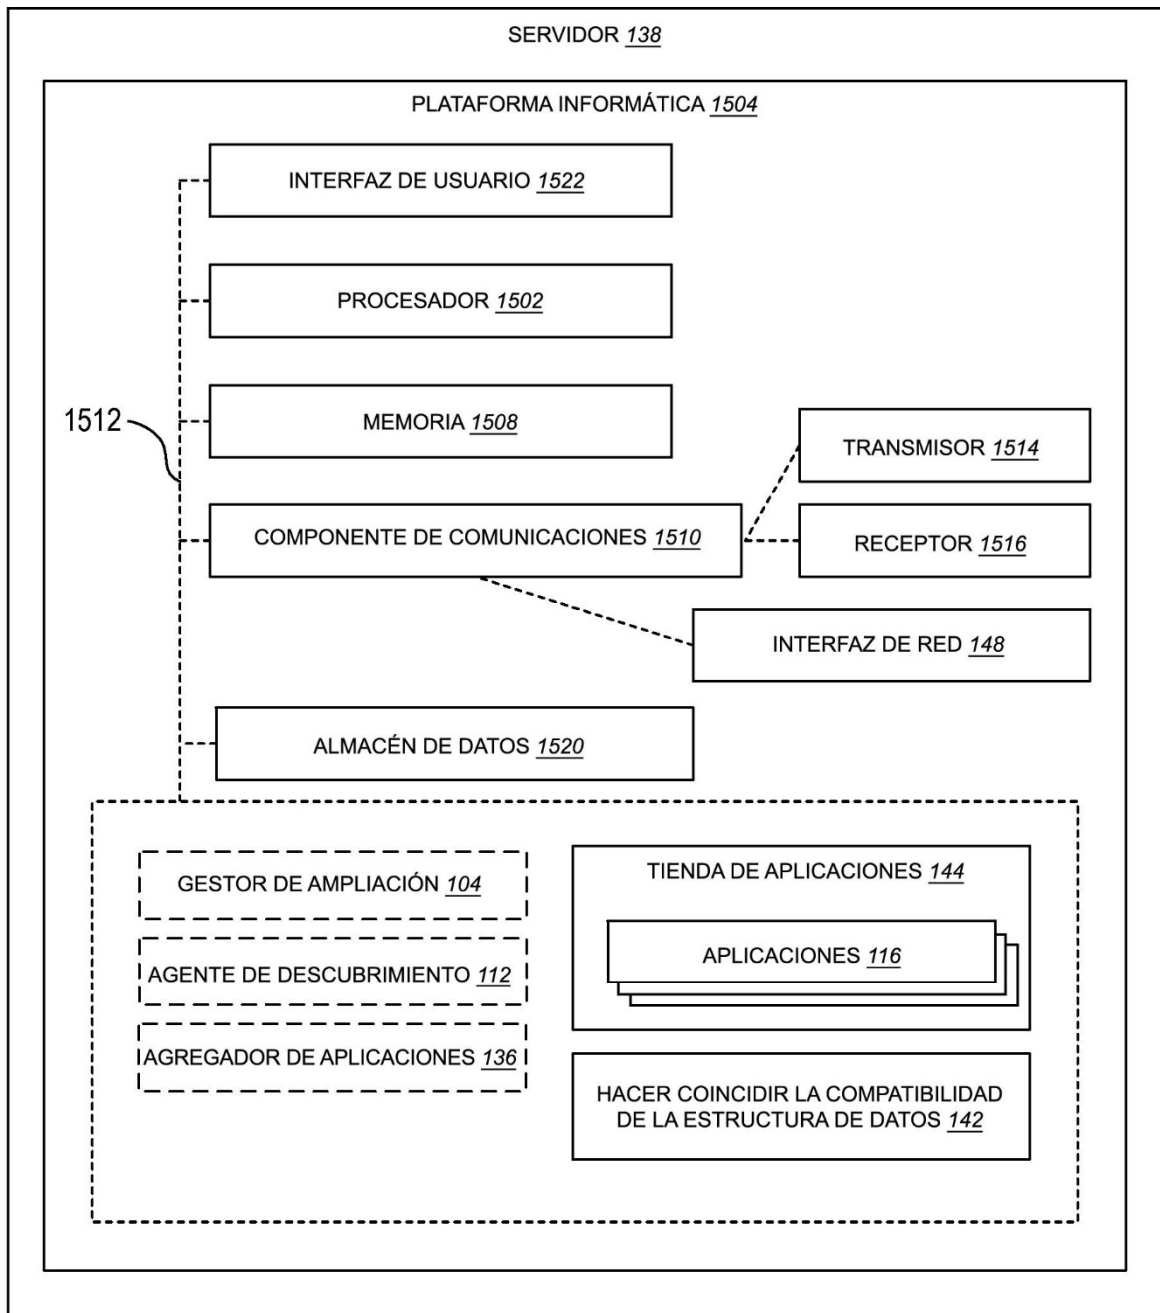 SERVIDOR 138
PLATAFORMA INFORMÁTICA 1504
INTERFAZ DE USUARIO 1522
PROCESADOR 1502
MEMORIA 1508
1512
TRANSMISOR 1514
COMPONENTE DE COMUNICACIONES 1510
RECEPTOR 1516
INTERFAZ DE RED 148
ALMACÉN DE DATOS 1520
GESTOR DE AMPLIACIÓN 104
AGENTE DE DESCUBRIMIENTO 112
AGREGADOR DE APLICACIONES 136
TIENDA DE APLICACIONES 144
APLICACIONES 116
HACER COINCIDIR LA COMPATIBILIDAD
DE LA ESTRUCTURA DE DATOS 142